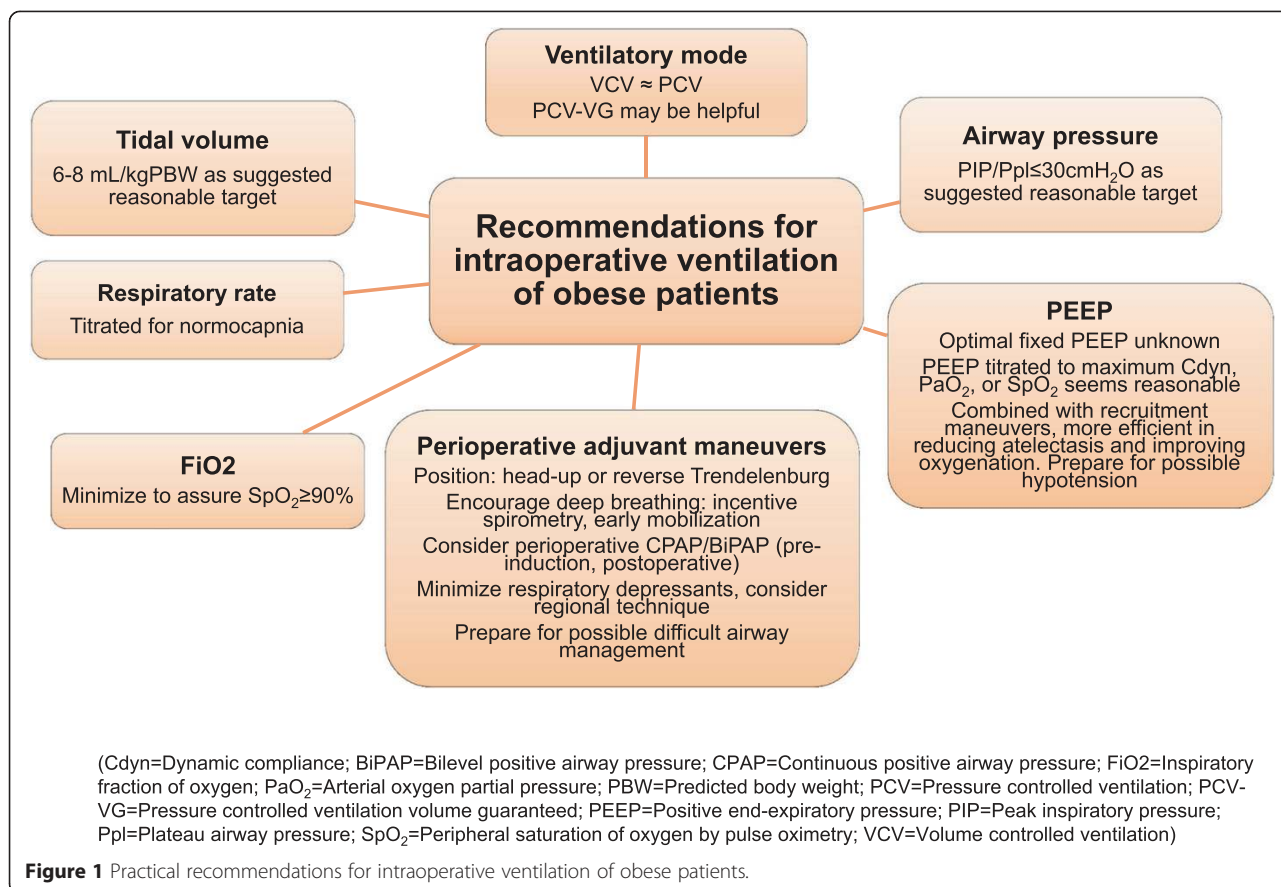 Ventilatory mode
VCV ≈ PCV
PCV-VG may be helpful
Tidal volume
6-8 mL/kgPBW as suggested
reasonable target
Airway pressure
PIP/Ppl≤30cmH₂O as
suggested reasonable target
Recommendations for
intraoperative ventilation
of obese patients
Respiratory rate
Titrated for normocapnia
PEEP
Optimal fixed PEEP unknown
PEEP titrated to maximum Cdyn,
PaO₂, or SpO₂ seems reasonable
Combined with recruitment
maneuvers, more efficient in
reducing atelectasis and improving
oxygenation. Prepare for possible
hypotension
FiO2
Minimize to assure SpO₂≥90%
Perioperative adjuvant maneuvers
Position: head-up or reverse Trendelenburg
Encourage deep breathing: incentive
spirometry, early mobilization
Consider perioperative CPAP/BiPAP (pre-
induction, postoperative)
Minimize respiratory depressants, consider
regional technique
Prepare for possible difficult airway
management
(Cdyn=Dynamic compliance; BiPAP=Bilevel positive airway pressure; CPAP=Continuous positive airway pressure; FiO2=Inspiratory
fraction of oxygen; PaO₂=Arterial oxygen partial pressure; PBW=Predicted body weight; PCV=Pressure controlled ventilation; PCV-
VG=Pressure controlled ventilation volume guaranteed; PEEP=Positive end-expiratory pressure; PIP=Peak inspiratory pressure;
Ppl=Plateau airway pressure; SpO₂=Peripheral saturation of oxygen by pulse oximetry; VCV=Volume controlled ventilation)
Figure 1 Practical recommendations for intraoperative ventilation of obese patients.